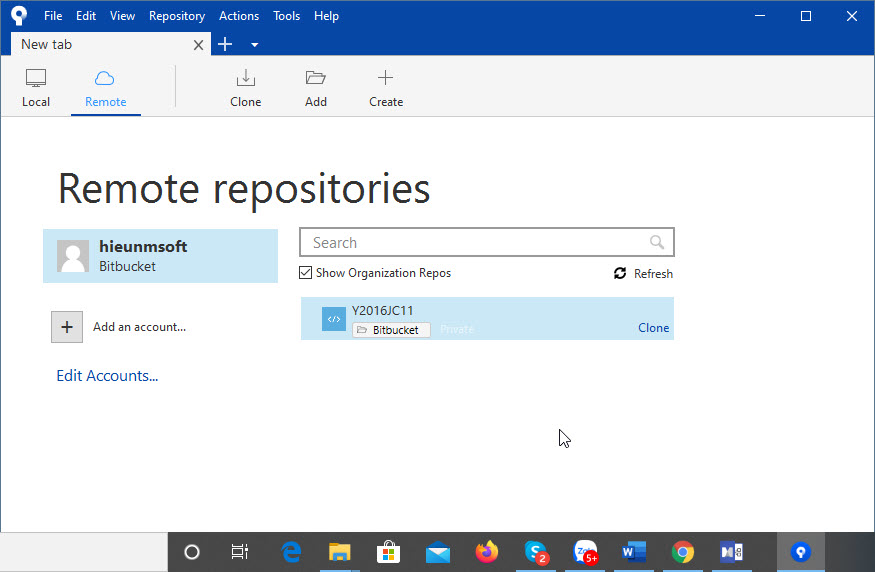 File Edit View Repository Actions Tools Help
New tab
Local Remote Clone Add Create
Remote repositories
hieunmsoft
Bitbucket
Add an account...
Edit Accounts...
Search
Show Organization Repos Refresh
Y2016JC11
Bitbucket Private Clone
2
5+